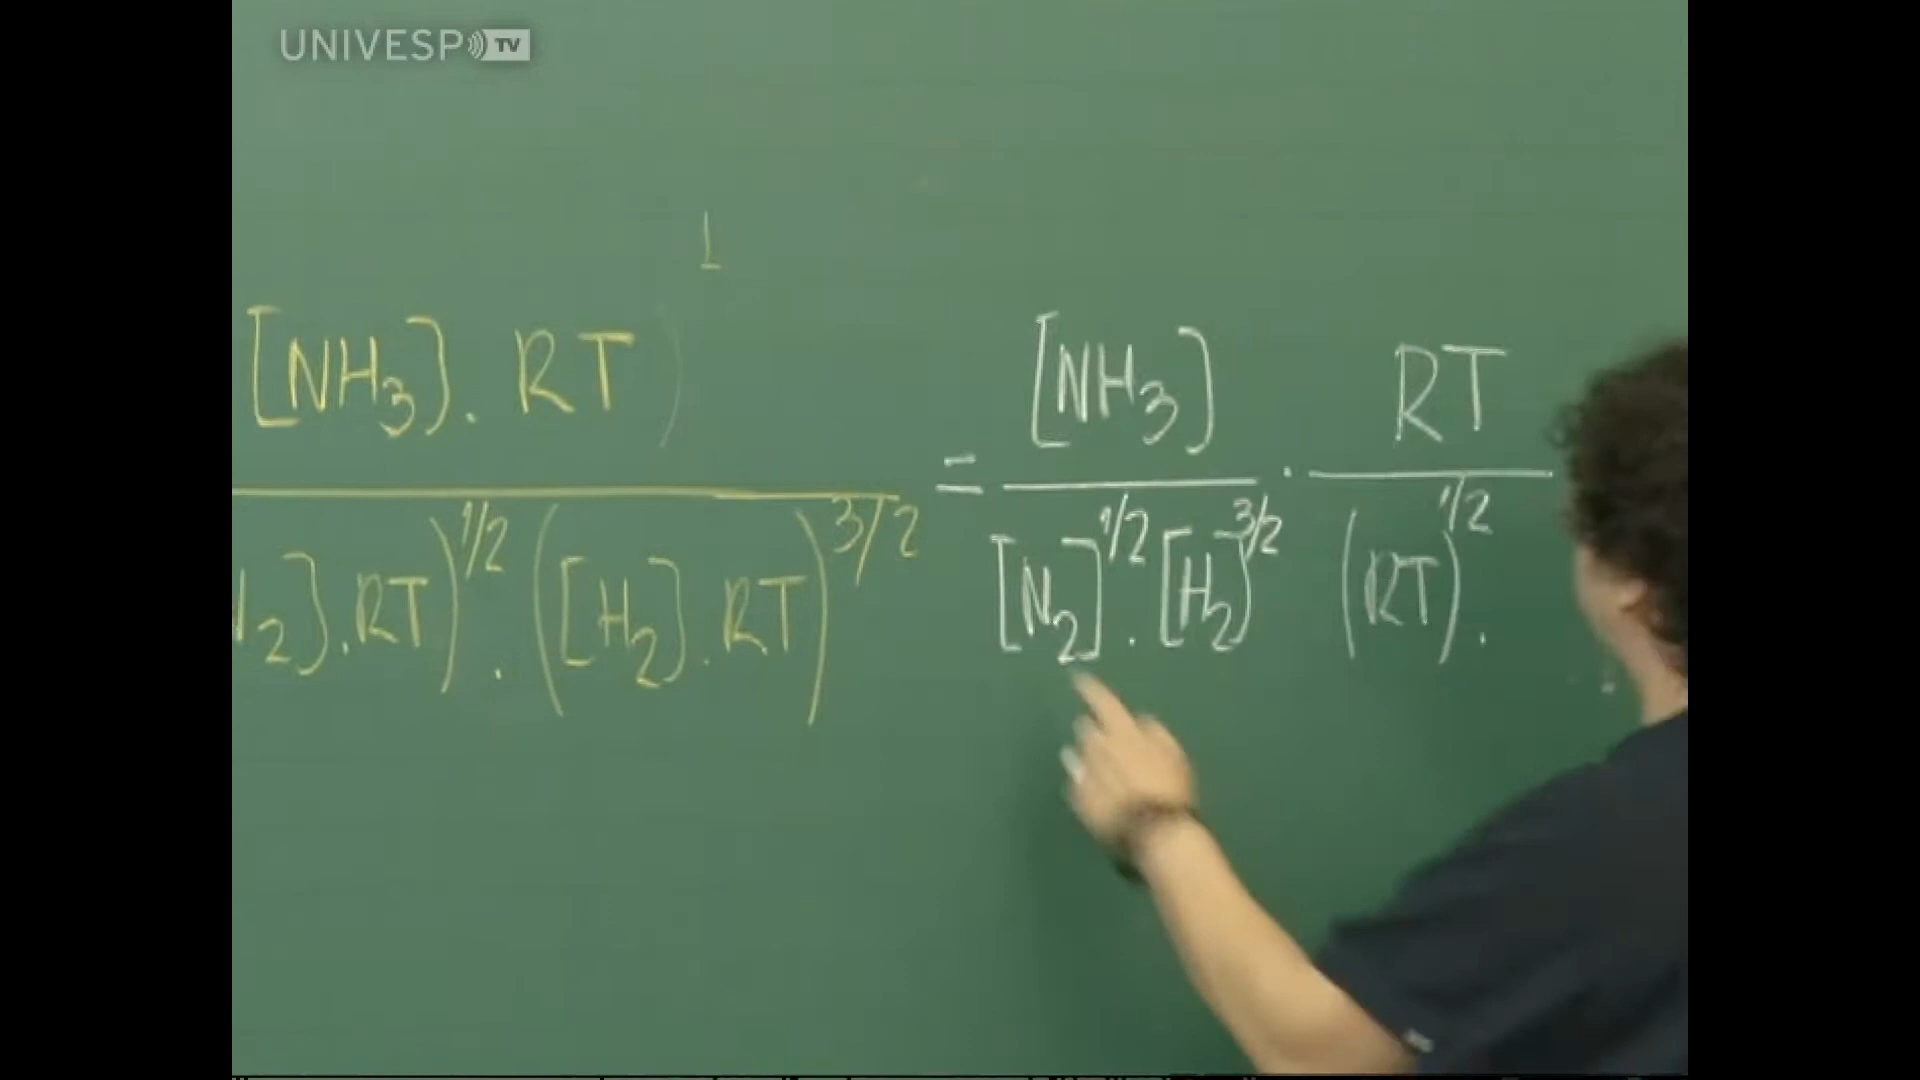 UNIVESP TV
1
[NH₃]. RT) = [NH₃] . RT
₂].RT)^1/2 . ([H₂].RT)^3/2 [N₂]^1/2 . [H₂]^3/2 (RT)^1/2 .